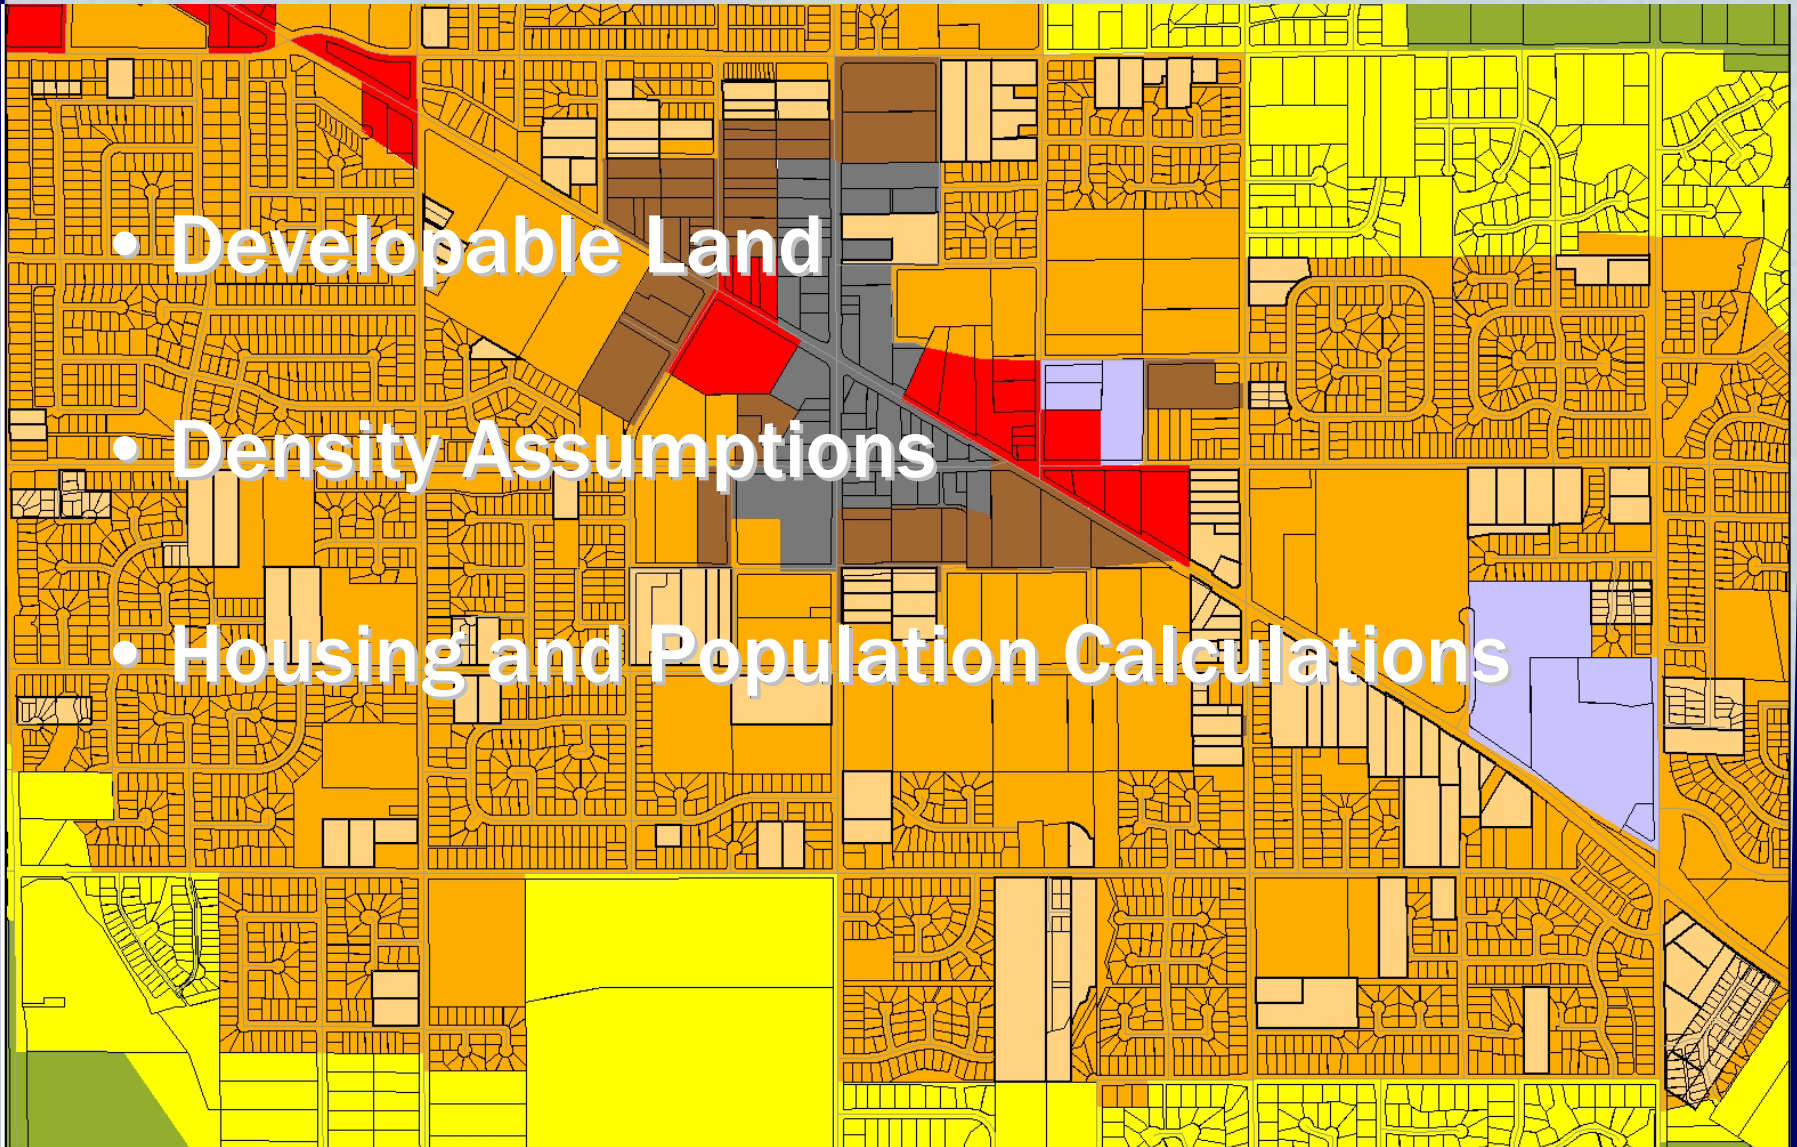 • Developable Land
• Density Assumptions
• Housing and Population Calculations